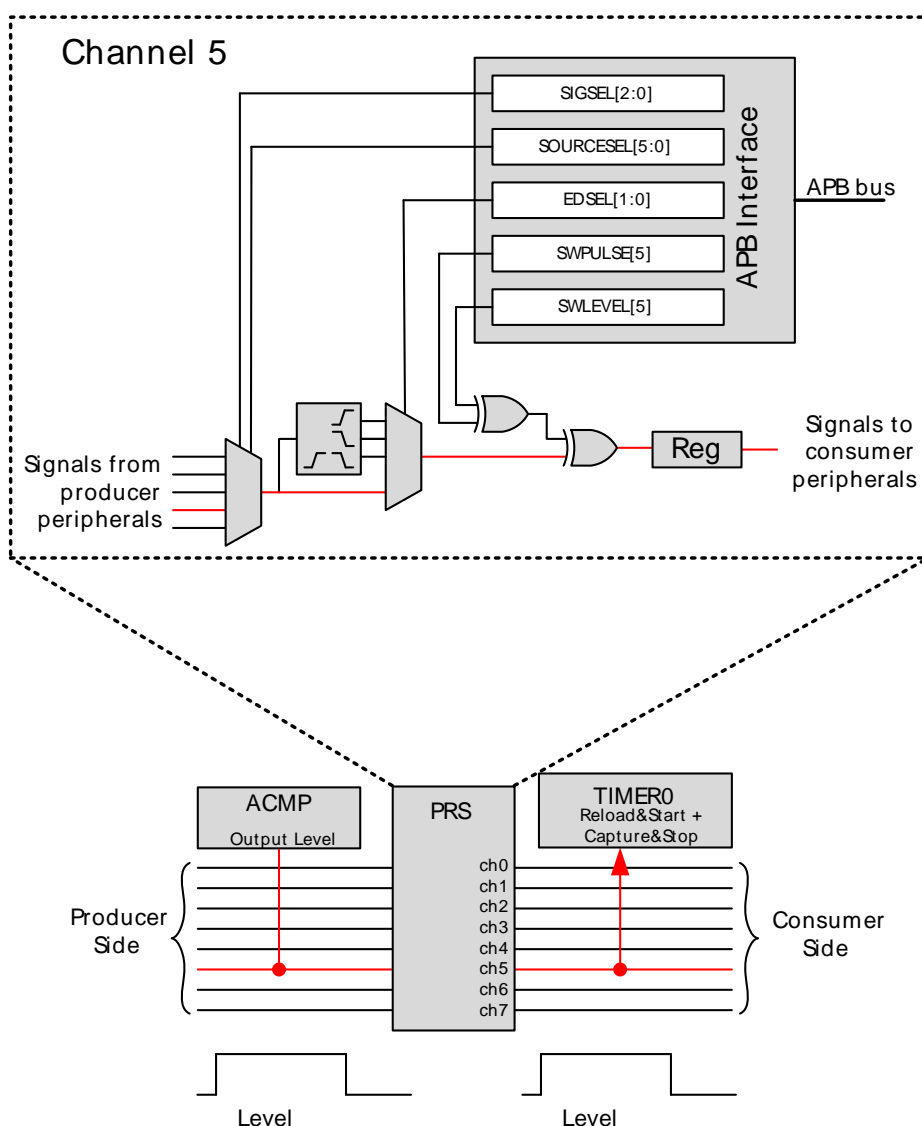 Channel 5
SIGSEL[2:0]
SOURCESEL[5:0]
EDSEL[1:0]
SWPULSE[5]
SWLEVEL[5]
APB Interface
APB bus
Signals from
producer
peripherals
Reg
Signals to
consumer
peripherals
ACMP
Output Level
PRS
TIMER0
Reload&Start +
Capture&Stop
ch0
ch1
ch2
ch3
ch4
ch5
ch6
ch7
Producer
Side
Consumer
Side
Level
Level